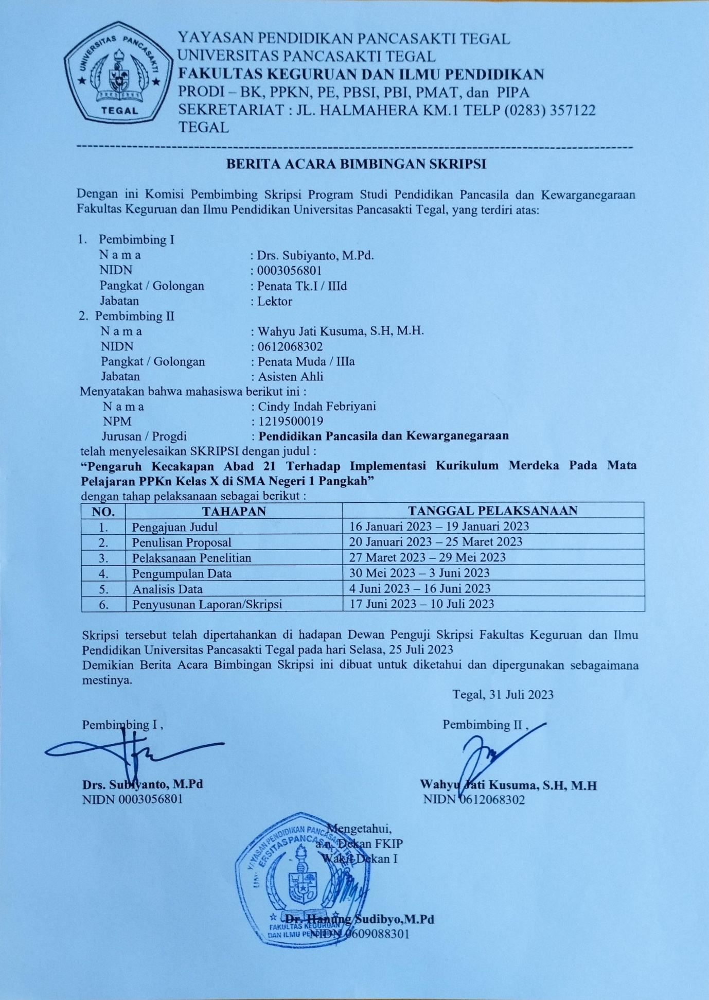 UNIVERSITAS PANCASAKTI
TEGAL
YAYASAN PENDIDIKAN PANCASAKTI TEGAL
UNIVERSITAS PANCASAKTI TEGAL
FAKULTAS KEGURUAN DAN ILMU PENDIDIKAN
PRODI – BK, PPKN, PE, PBSI, PBI, PMAT, dan PIPA
SEKRETARIAT : JL. HALMAHERA KM.1 TELP (0283) 357122
TEGAL
BERITA ACARA BIMBINGAN SKRIPSI
Dengan ini Komisi Pembimbing Skripsi Program Studi Pendidikan Pancasila dan Kewarganegaraan
Fakultas Keguruan dan Ilmu Pendidikan Universitas Pancasakti Tegal, yang terdiri atas:
1. Pembimbing I
N a m a : Drs. Subiyanto, M.Pd.
NIDN : 0003056801
Pangkat / Golongan : Penata Tk.I / IIId
Jabatan : Lektor
2. Pembimbing II
N a m a : Wahyu Jati Kusuma, S.H, M.H.
NIDN : 0612068302
Pangkat / Golongan : Penata Muda / IIIa
Jabatan : Asisten Ahli
Menyatakan bahwa mahasiswa berikut ini :
N a m a : Cindy Indah Febriyani
NPM : 1219500019
Jurusan / Progdi : Pendidikan Pancasila dan Kewarganegaraan
telah menyelesaikan SKRIPSI dengan judul :
“Pengaruh Kecakapan Abad 21 Terhadap Implementasi Kurikulum Merdeka Pada Mata
Pelajaran PPKn Kelas X di SMA Negeri 1 Pangkah”
dengan tahap pelaksanaan sebagai berikut :
NO. TAHAPAN TANGGAL PELAKSANAAN
1. Pengajuan Judul 16 Januari 2023 – 19 Januari 2023
2. Penulisan Proposal 20 Januari 2023 – 25 Maret 2023
3. Pelaksanaan Penelitian 27 Maret 2023 – 29 Mei 2023
4. Pengumpulan Data 30 Mei 2023 – 3 Juni 2023
5. Analisis Data 4 Juni 2023 – 16 Juni 2023
6. Penyusunan Laporan/Skripsi 17 Juni 2023 – 10 Juli 2023
Skripsi tersebut telah dipertahankan di hadapan Dewan Penguji Skripsi Fakultas Keguruan dan Ilmu
Pendidikan Universitas Pancasakti Tegal pada hari Selasa, 25 Juli 2023
Demikian Berita Acara Bimbingan Skripsi ini dibuat untuk diketahui dan dipergunakan sebagaimana
mestinya.
Tegal, 31 Juli 2023
Pembimbing I , Pembimbing II ,
Drs. Subiyanto, M.Pd Wahyu Jati Kusuma, S.H, M.H
NIDN 0003056801 NIDN 0612068302
Mengetahui,
a.n. Dekan FKIP
Wakil Dekan I
YAYASAN PENDIDIKAN PANCASAKTI TEGAL
UNIVERSITAS PANCASAKTI TEGAL
Dr. Hanung Sudibyo,M.Pd
NIDN 0609088301
FAKULTAS KEGURUAN
DAN ILMU PENDIDIKAN